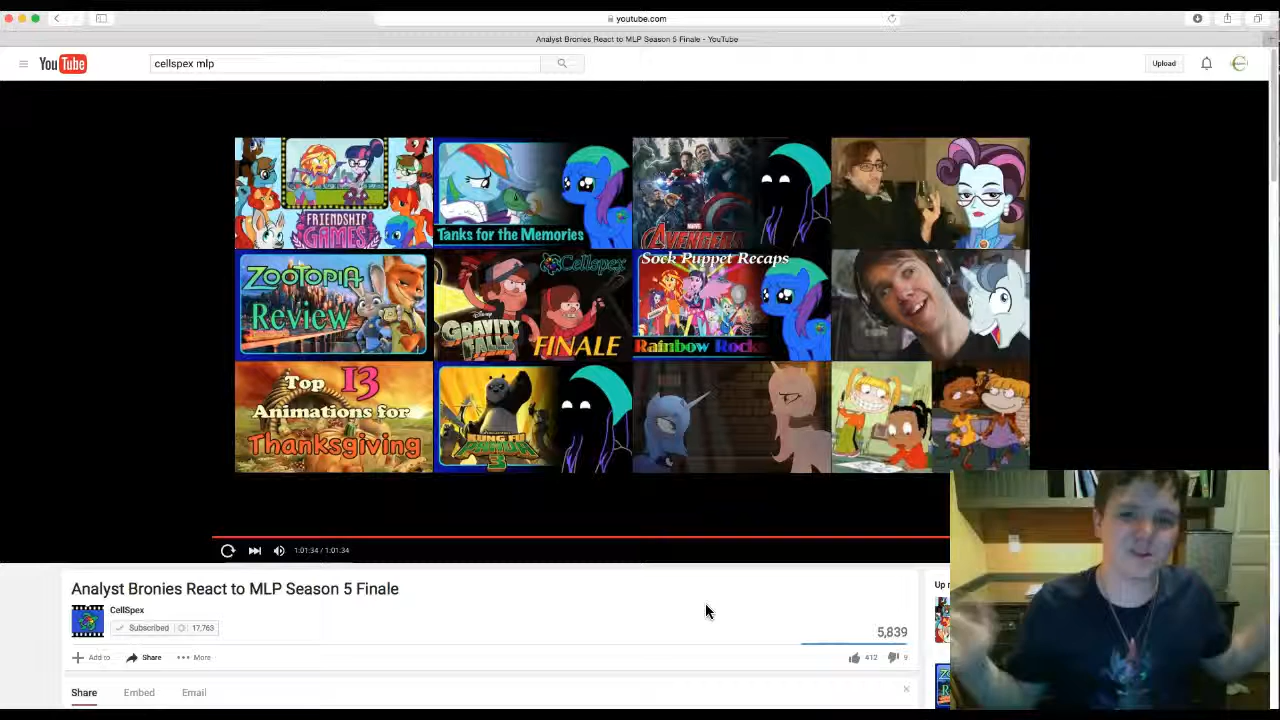 youtube.com
Analyst Bronies React to MLP Season 5 Finale - YouTube
YouTube
cellspex mlp
Upload
FRIENDSHIP
GAMES
Tanks for the Memories
MARVEL
AVENGERS
ZOOTOPIA
Review
Cellspex
DISNEY
GRAVITY
FALLS
FINALE
Sock Puppet Recaps
Rainbow Rocks
Top 13
Animations for
Thanksgiving
KUNG FU
PANDA
3
1:01:34 / 1:01:34
Analyst Bronies React to MLP Season 5 Finale
CellSpex
Subscribed 17,763
5,839
Add to Share More
412 9
Share Embed Email